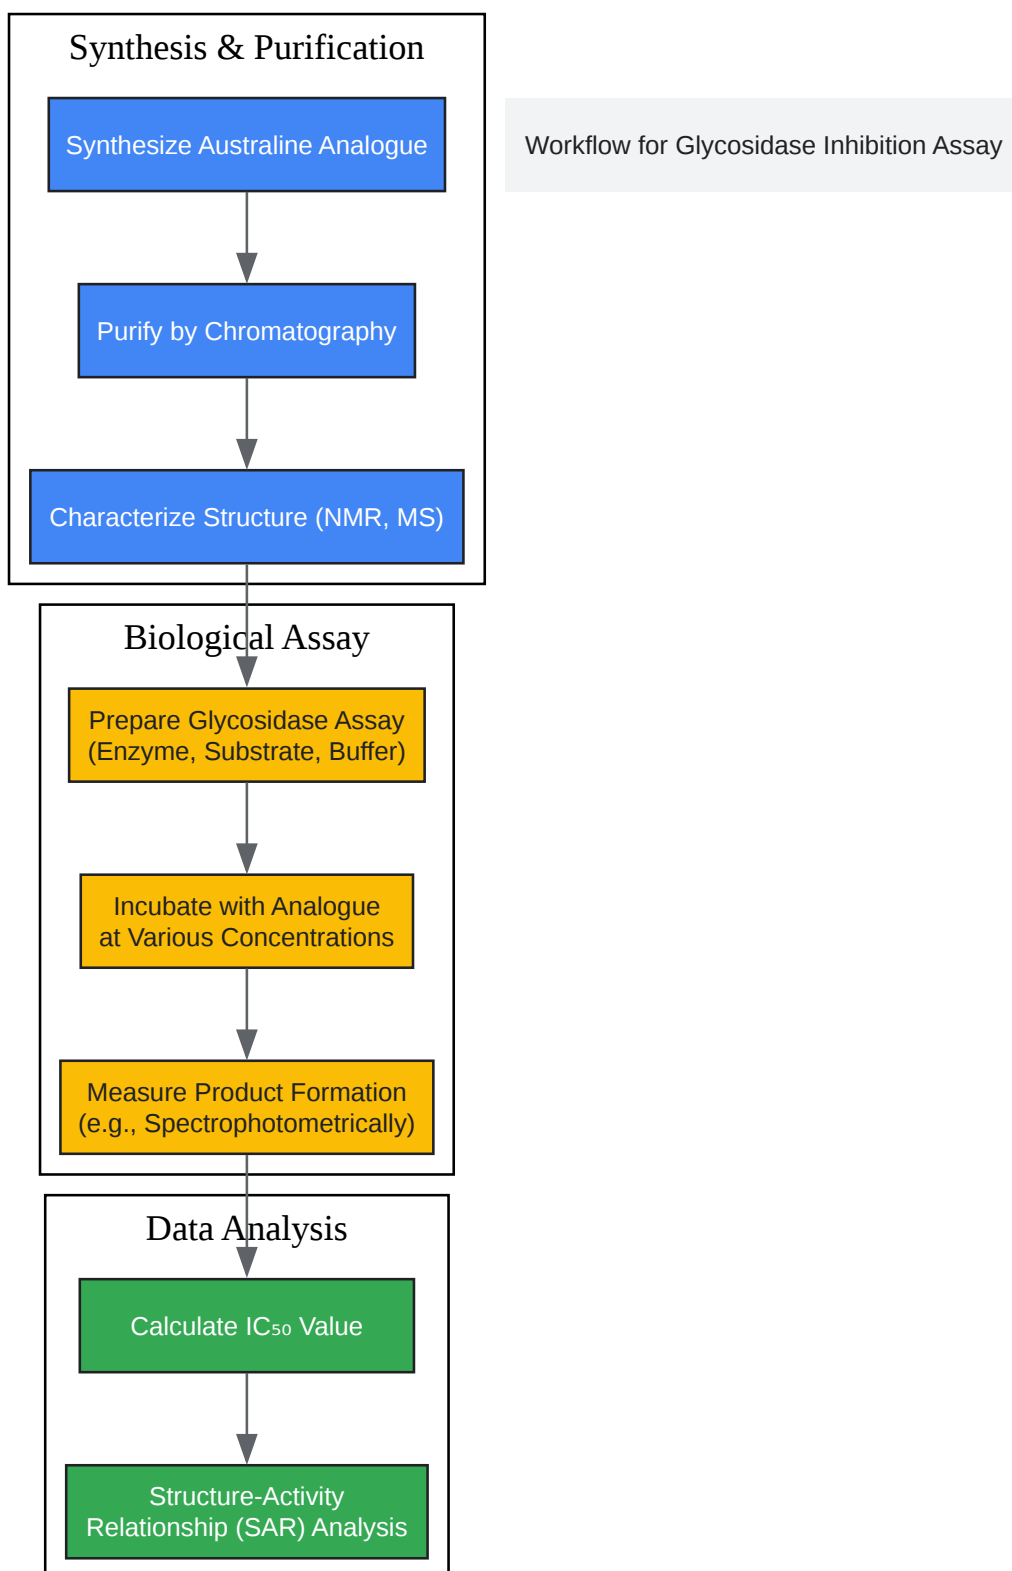 Synthesis & Purification
Synthesize Australine Analogue
Workflow for Glycosidase Inhibition Assay
Purify by Chromatography
Characterize Structure (NMR, MS)
Biological Assay
Prepare Glycosidase Assay
(Enzyme, Substrate, Buffer)
Incubate with Analogue
at Various Concentrations
Measure Product Formation
(e.g., Spectrophotometrically)
Data Analysis
Calculate IC₅₀ Value
Structure-Activity
Relationship (SAR) Analysis